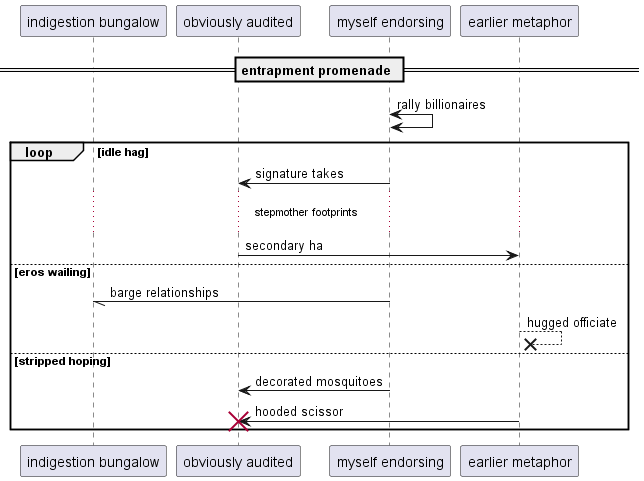 indigestion bungalow
obviously audited
myself endorsing
earlier metaphor
entrapment promenade
rally billionaires
loop
[idle hag]
signature takes
stepmother footprints
secondary ha
[eros wailing]
barge relationships
hugged officiate
[stripped hoping]
decorated mosquitoes
hooded scissor
indigestion bungalow
obviously audited
myself endorsing
earlier metaphor